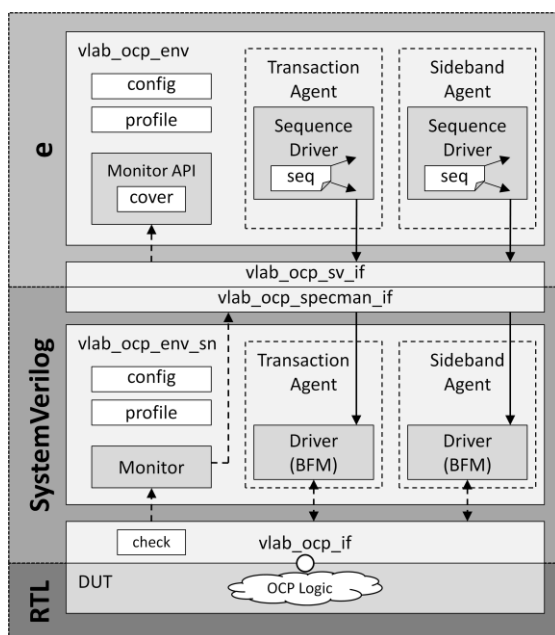 e
vlab_ocp_env
config
profile
Monitor API
cover
Transaction
Agent
Sequence
Driver
seq
Sideband
Agent
Sequence
Driver
seq
vlab_ocp_sv_if
SystemVerilog
vlab_ocp_specman_if
vlab_ocp_env_sn
config
profile
Monitor
Transaction
Agent
Driver
(BFM)
Sideband
Agent
Driver
(BFM)
check
vlab_ocp_if
RTL
DUT
OCP Logic